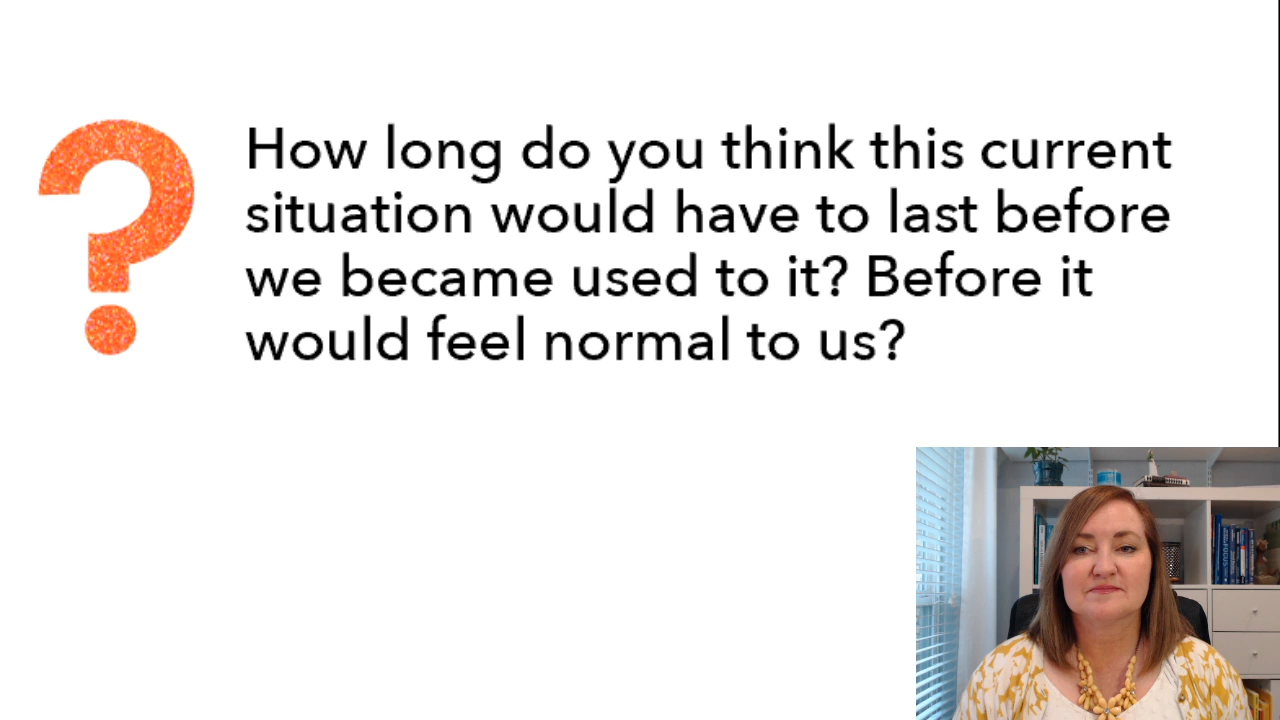 ?
How long do you think this current
situation would have to last before
we became used to it? Before it
would feel normal to us?
FOCUS